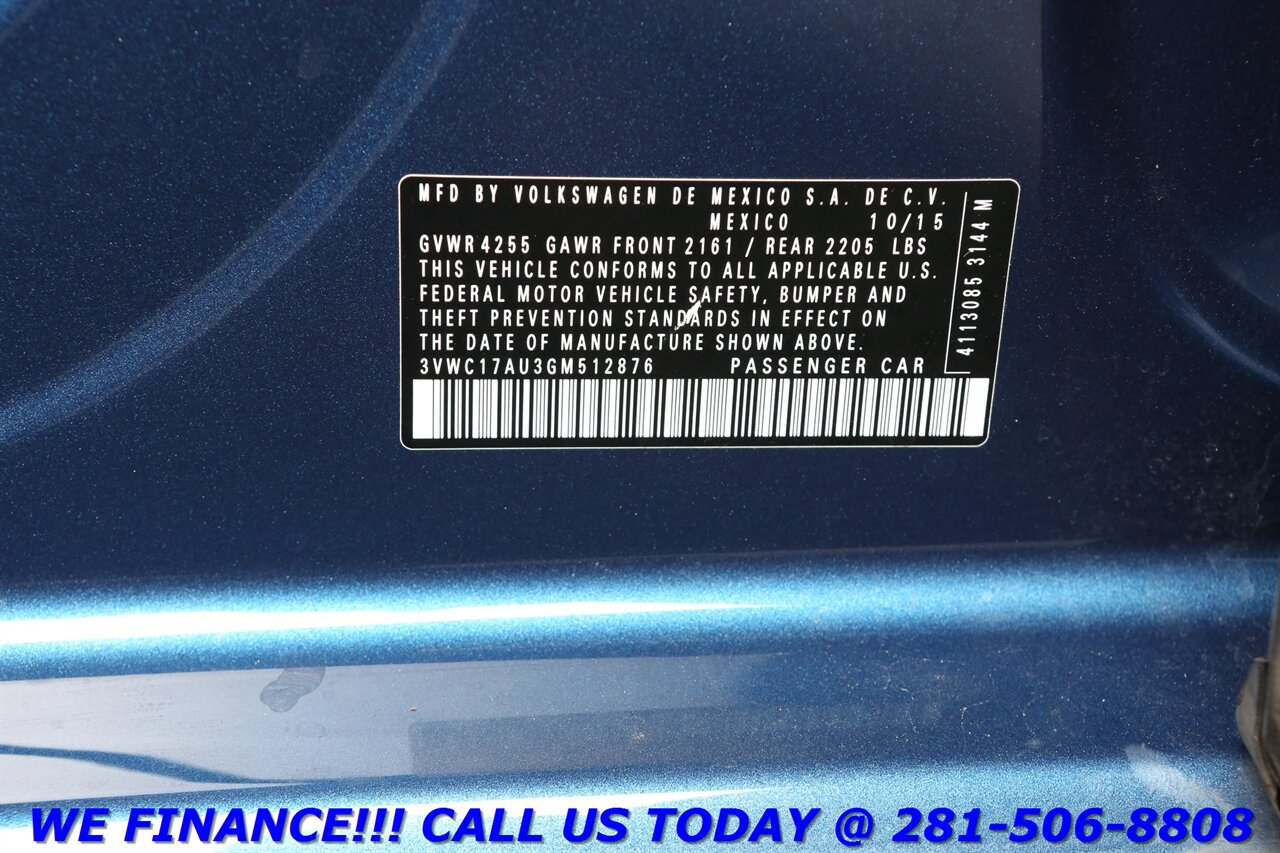 MFD BY VOLKSWAGEN DE MEXICO S.A. DE C.V.
MEXICO 10/15
GVWR 4255 GAWR FRONT 2161 / REAR 2205 LBS
THIS VEHICLE CONFORMS TO ALL APPLICABLE U.S.
FEDERAL MOTOR VEHICLE SAFETY, BUMPER AND
THEFT PREVENTION STANDARDS IN EFFECT ON
THE DATE OF MANUFACTURE SHOWN ABOVE.
3VWC17AU3GM512876 PASSENGER CAR
4113085 3144 M
WE FINANCE!!! CALL US TODAY @ 281-506-8808